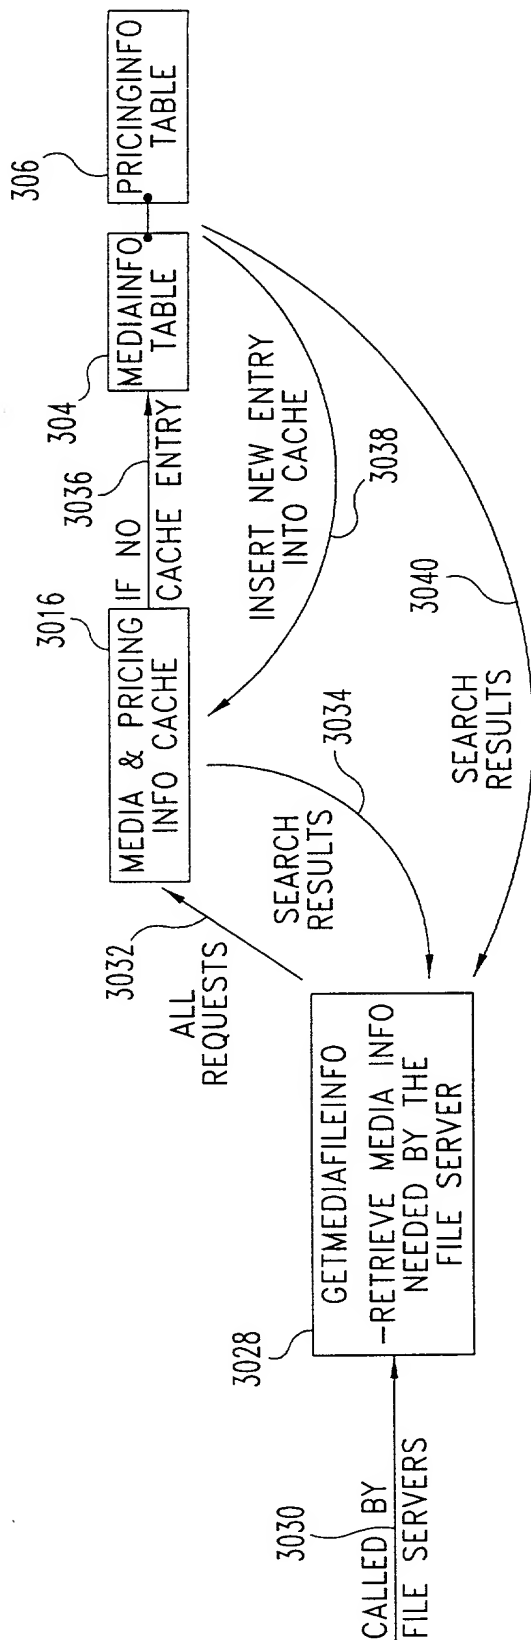 CALLED BY
FILE SERVERS
3030
3028
GETMEDIAFILEINFO
–RETRIEVE MEDIA INFO
NEEDED BY THE
FILE SERVER
ALL
REQUESTS
3032
SEARCH
RESULTS
3034
MEDIA & PRICING
INFO CACHE
3016
IF NO
CACHE ENTRY
3036
INSERT NEW ENTRY
INTO CACHE
3038
SEARCH
RESULTS
3040
304
MEDIAINFO
TABLE
306
PRICINGINFO
TABLE